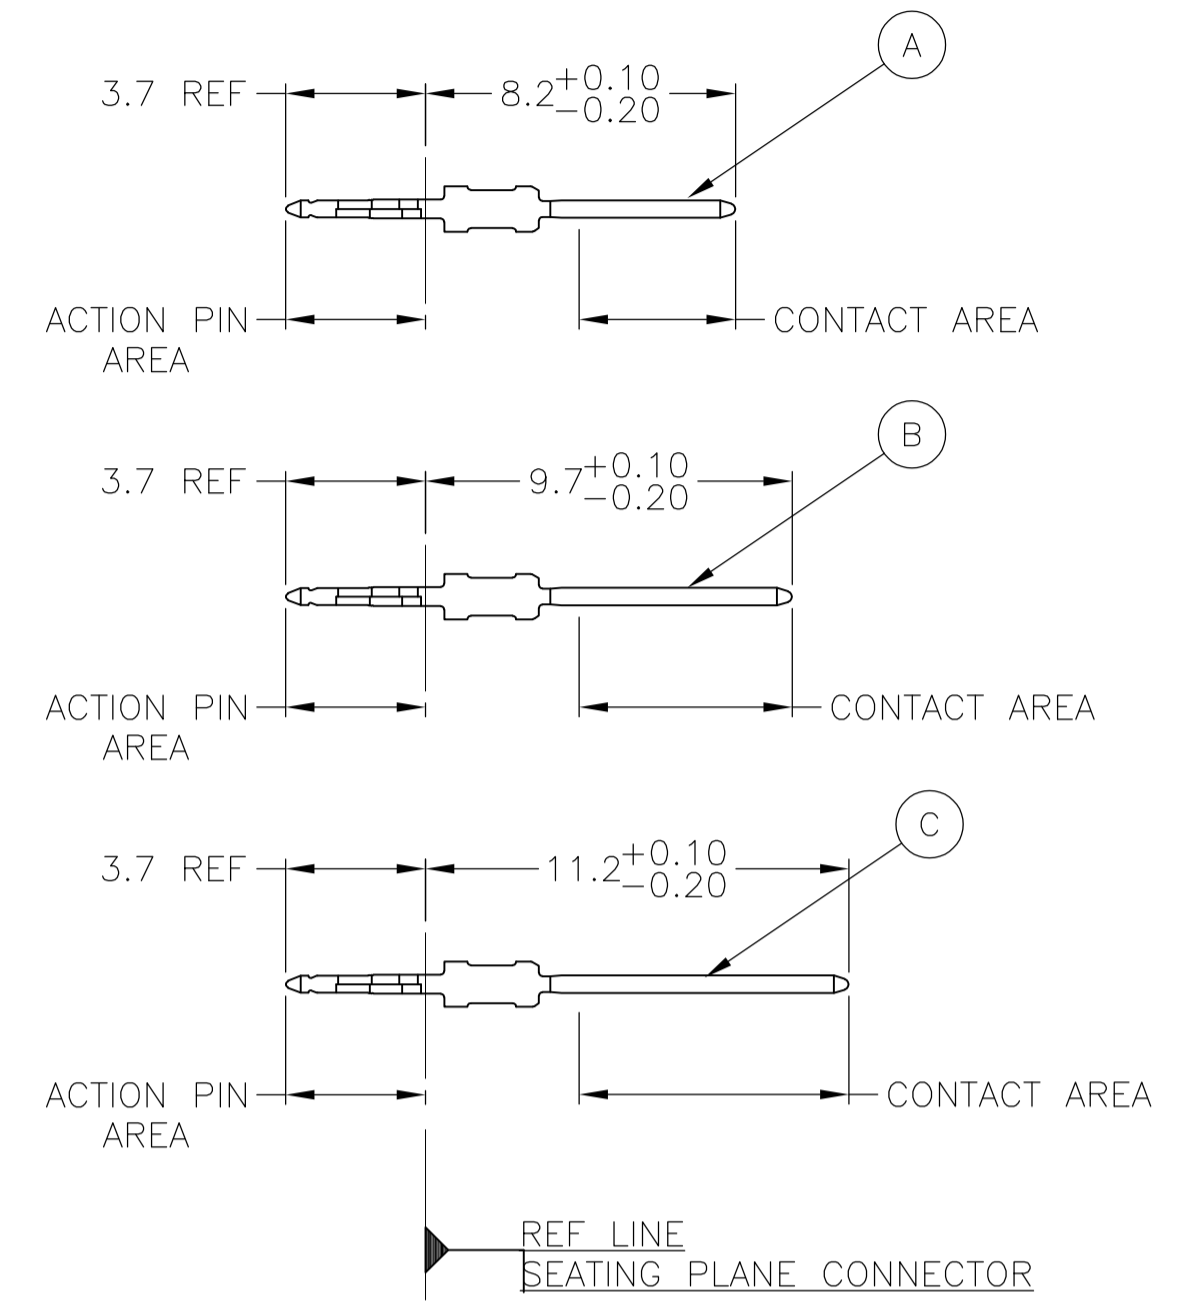 A
3.7 REF
8.2 +0.10
-0.20
ACTION PIN
AREA
CONTACT AREA
B
3.7 REF
9.7 +0.10
-0.20
ACTION PIN
AREA
CONTACT AREA
C
3.7 REF
11.2 +0.10
-0.20
ACTION PIN
AREA
CONTACT AREA
REF LINE
SEATING PLANE CONNECTOR